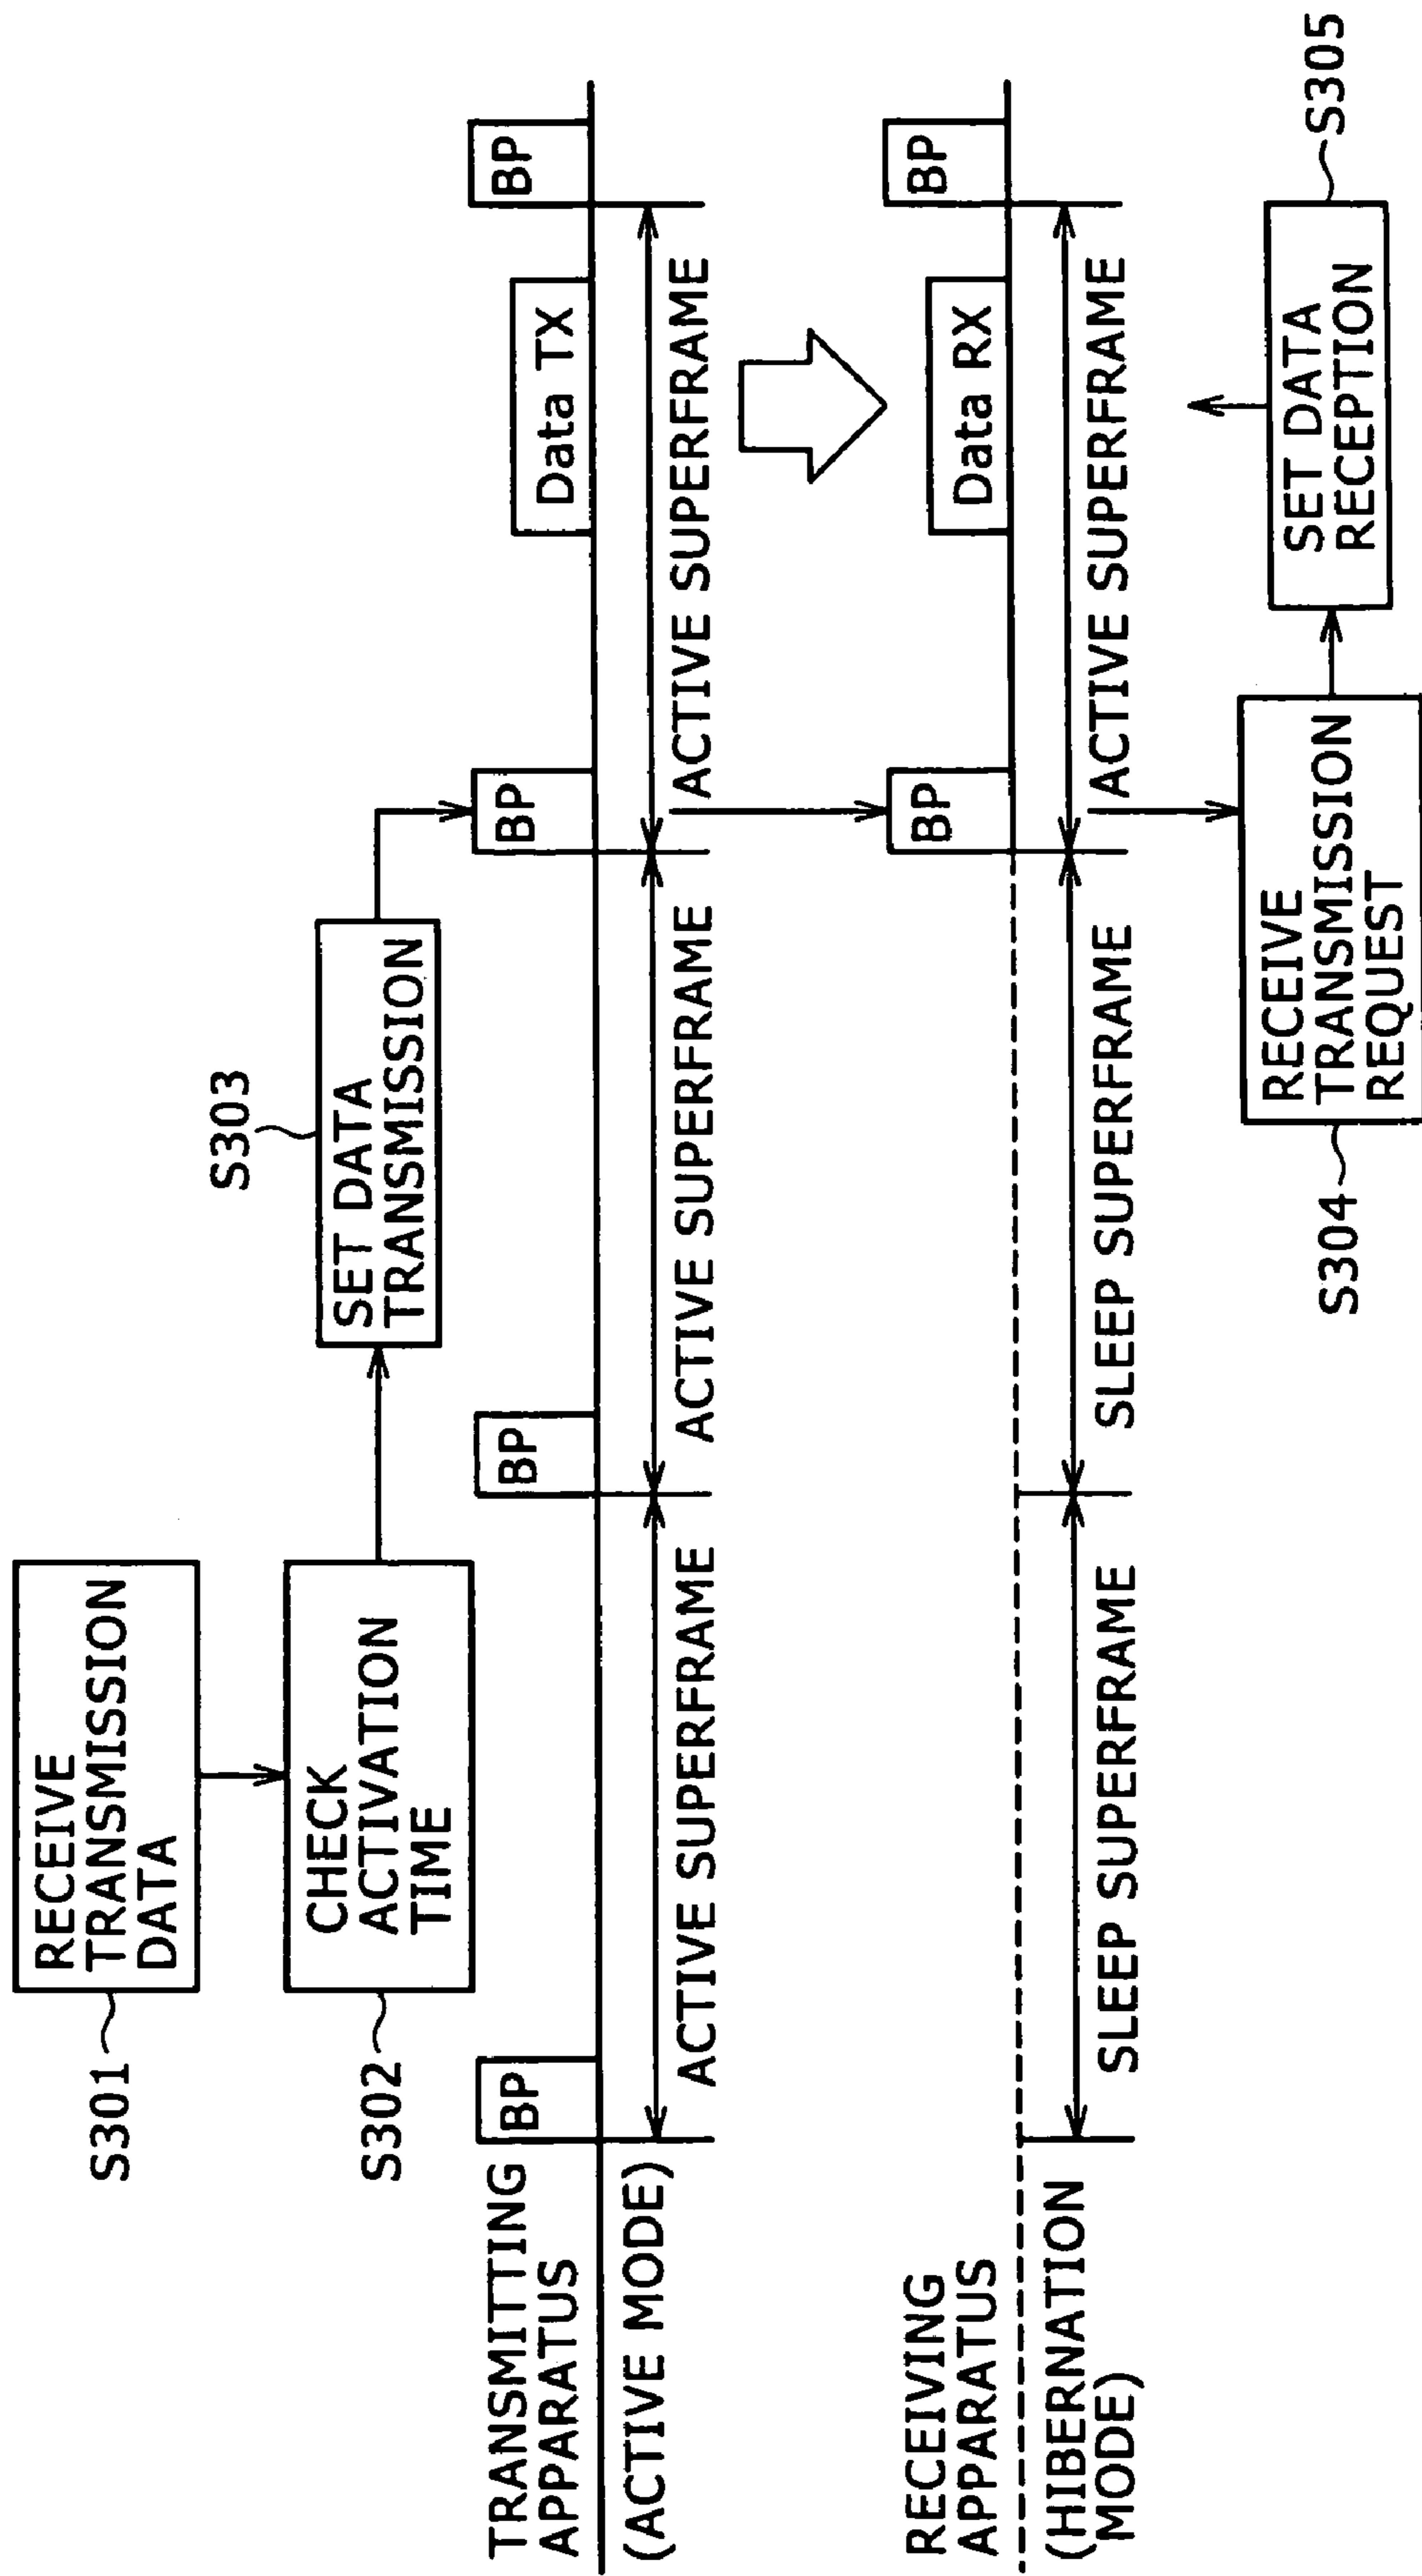 S301
RECEIVE
TRANSMISSION
DATA
S302
CHECK
ACTIVATION
TIME
S303
SET DATA
TRANSMISSION
TRANSMITTING
APPARATUS
(ACTIVE MODE)
BP
BP
BP
Data TX
BP
ACTIVE SUPERFRAME
ACTIVE SUPERFRAME
ACTIVE SUPERFRAME
RECEIVING
APPARATUS
(HIBERNATION
MODE)
BP
Data RX
BP
SLEEP SUPERFRAME
SLEEP SUPERFRAME
ACTIVE SUPERFRAME
S304
RECEIVE
TRANSMISSION
REQUEST
SET DATA
RECEPTION
S305